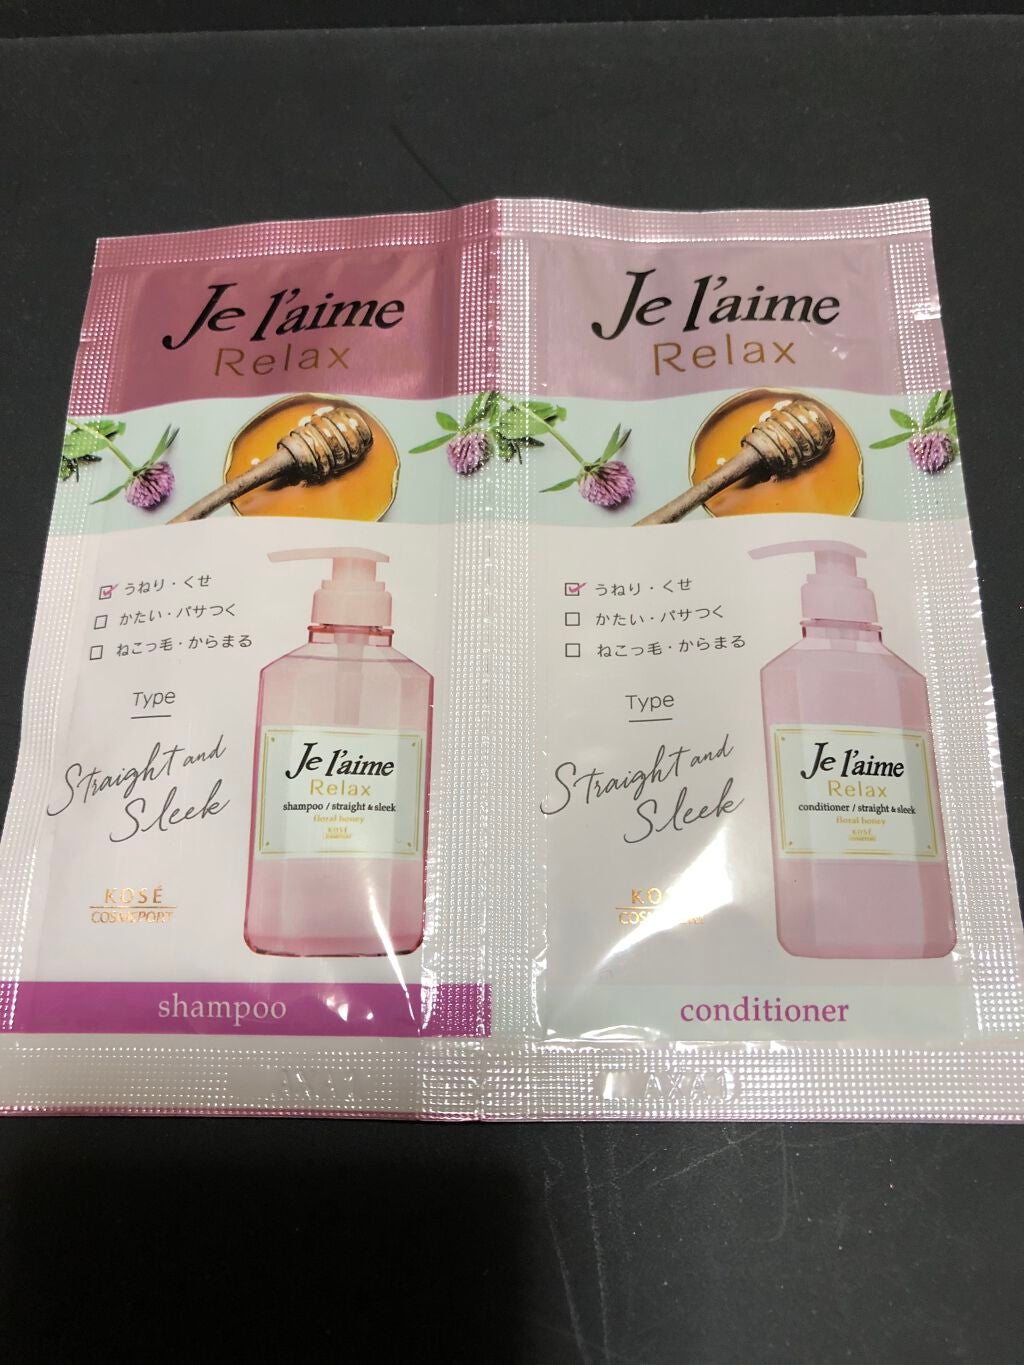 Je l'aime
Relax
うねり・くせ
かたい・パサつく
ねこっ毛・からまる
Type
Straight and
Sleek
Je l'aime
Relax
shampoo / straight & sleek
floral honey
KOSÉ
KOSÉ
COSMEPORT
shampoo
Je l'aime
Relax
うねり・くせ
かたい・パサつく
ねこっ毛・からまる
Type
Straight and
Sleek
Je l'aime
Relax
conditioner / straight & sleek
floral honey
KOSÉ
conditioner